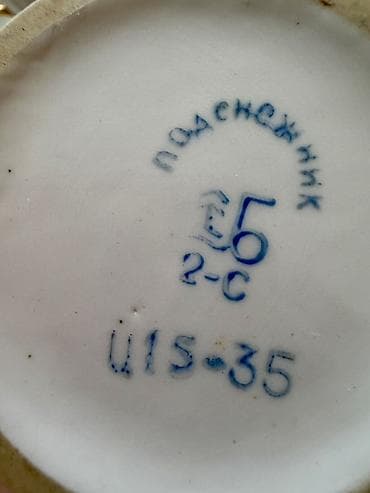 подснежник
Б
2-С
Ц15-35